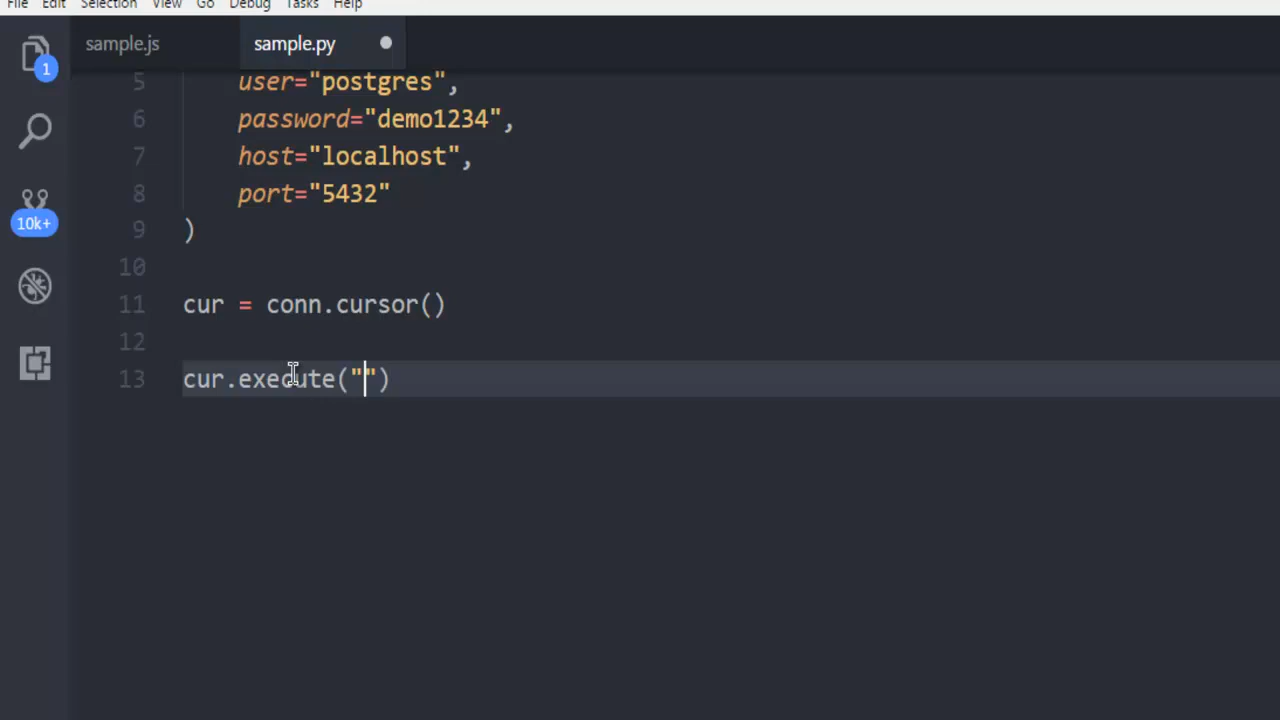 File Edit Selection View Go Debug Tasks Help
sample.js sample.py
1
10k+
5 user="postgres",
6 password="demo1234",
7 host="localhost",
8 port="5432"
9 )
10
11 cur = conn.cursor()
12
13 cur.execute("")